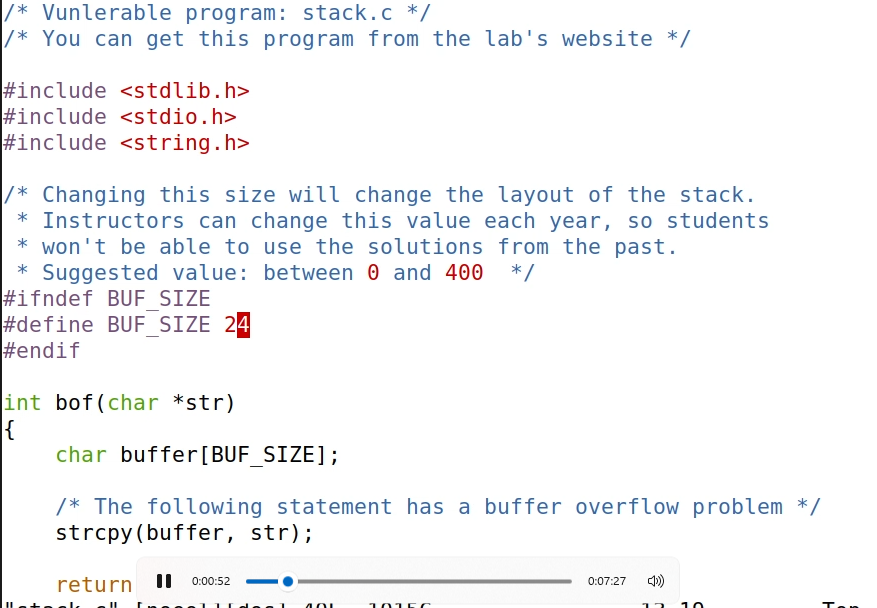 /* Vunlerable program: stack.c */
/* You can get this program from the lab's website */
#include <stdlib.h>
#include <stdio.h>
#include <string.h>
/* Changing this size will change the layout of the stack.
 * Instructors can change this value each year, so students
 * won't be able to use the solutions from the past.
 * Suggested value: between 0 and 400  */
#ifndef BUF_SIZE
#define BUF_SIZE 24
#endif
int bof(char *str)
{
    char buffer[BUF_SIZE];
    /* The following statement has a buffer overflow problem */
    strcpy(buffer, str);
0:00:52 0:07:27
    return
"stack.c"